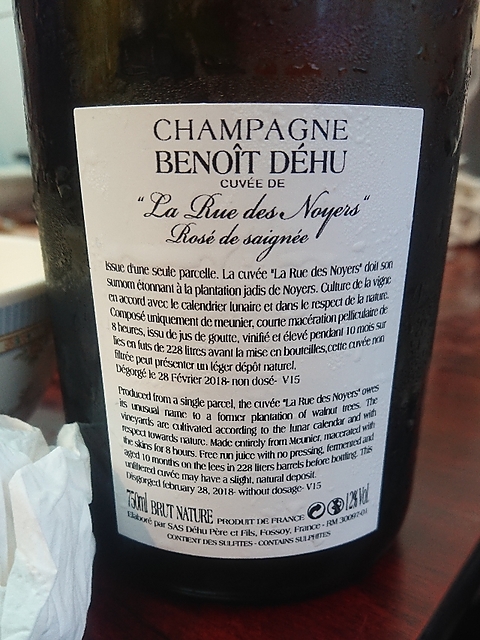 CHAMPAGNE
BENOÎT DÉHU
CUVÉE DE
"La Rue des Noyers"
Rosé de saignée
Issue d'une seule parcelle. La cuvée "La Rue des Noyers" doit son
surnom étonnant à la plantation jadis de Noyers. Culture de la vigne
en accord avec le calendrier lunaire et dans le respect de la nature.
Composé uniquement de meunier, courte macération pelliculaire de
8 heures, issu de jus de goutte, vinifié et élevé pendant 10 mois sur
lies en futs de 228 litres avant la mise en bouteilles,cette cuvée non
filtrée peut présenter un léger dépôt naturel.
Dégorgé le 28 Février 2018- non dosé- V15
Produced from a single parcel, the cuvée "La Rue des Noyers" owes
its unusual name to a former plantation of walnut trees. The
vineyards are cultivated according to the lunar calendar and with
respect towards nature. Made entirely from Meunier, macerated with
the skins for 8 hours. Free run juice with no pressing, fermented and
aged 10 months on the lees in 228 liters barrels before bottling. This
unfiltered cuvée may have a slight, natural deposit.
Disgorged february 28, 2018- without dosage- V15
750ml BRUT NATURE PRODUIT DE FRANCE 12% Vol.
Elaboré par SAS Déhu Père et Fils, Fossoy, France - RM 30097-01
CONTIENT DES SULFITES - CONTAINS SULPHITES